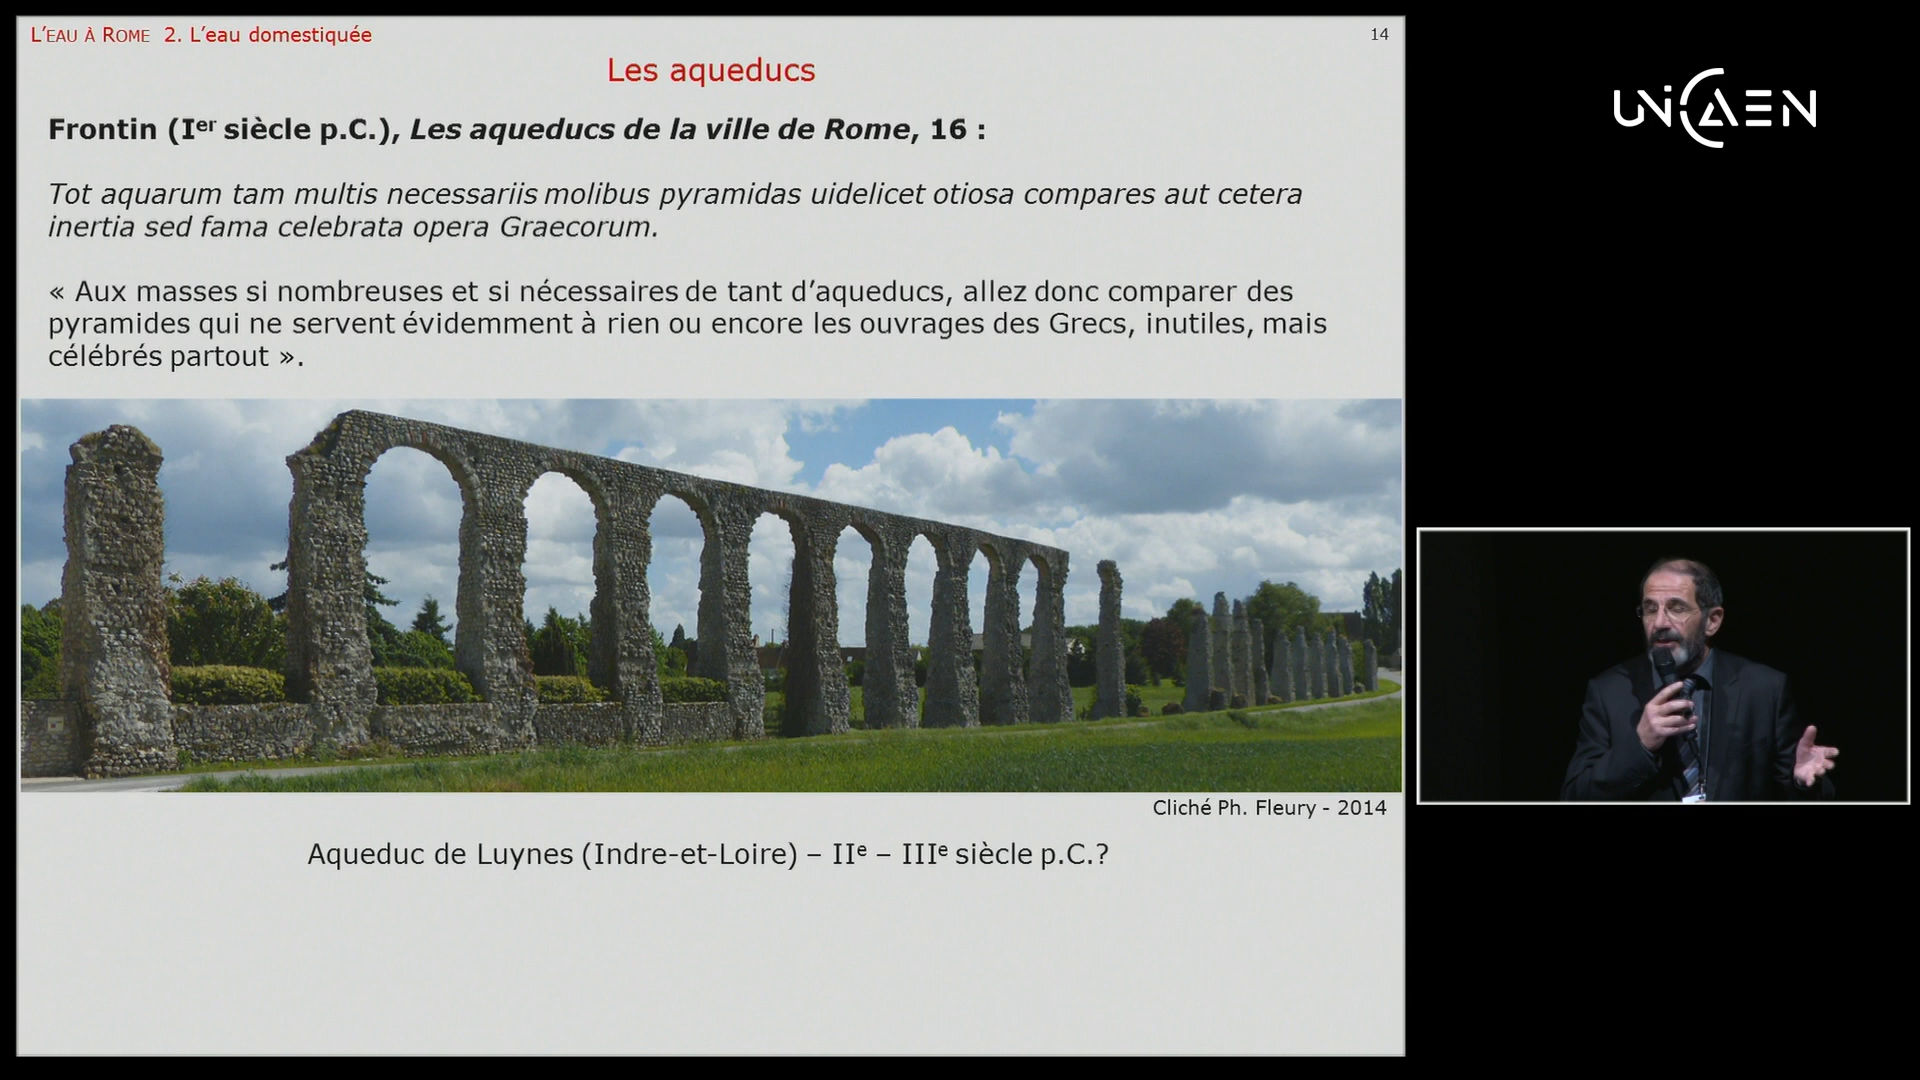 L'EAU À ROME 2. L'eau domestiquée
14
Les aqueducs
Frontin (Ier siècle p.C.), Les aqueducs de la ville de Rome, 16 :
Tot aquarum tam multis necessariis molibus pyramidas uidelicet otiosa compares aut cetera
inertia sed fama celebrata opera Graecorum.
« Aux masses si nombreuses et si nécessaires de tant d'aqueducs, allez donc comparer des
pyramides qui ne servent évidemment à rien ou encore les ouvrages des Grecs, inutiles, mais
célébrés partout ».
Cliché Ph. Fleury - 2014
Aqueduc de Luynes (Indre-et-Loire) – IIe – IIIe siècle p.C.?
UNICAEN